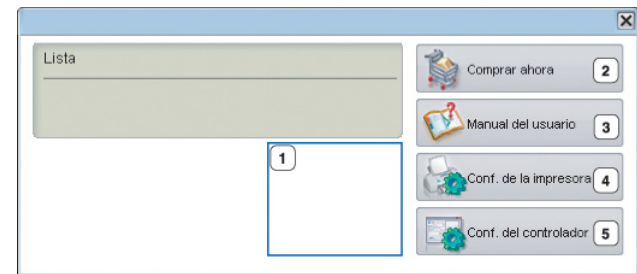 Lista
Comprar ahora 2
Manual del usuario 3
1
Conf. de la impresora 4
Conf. del controlador 5